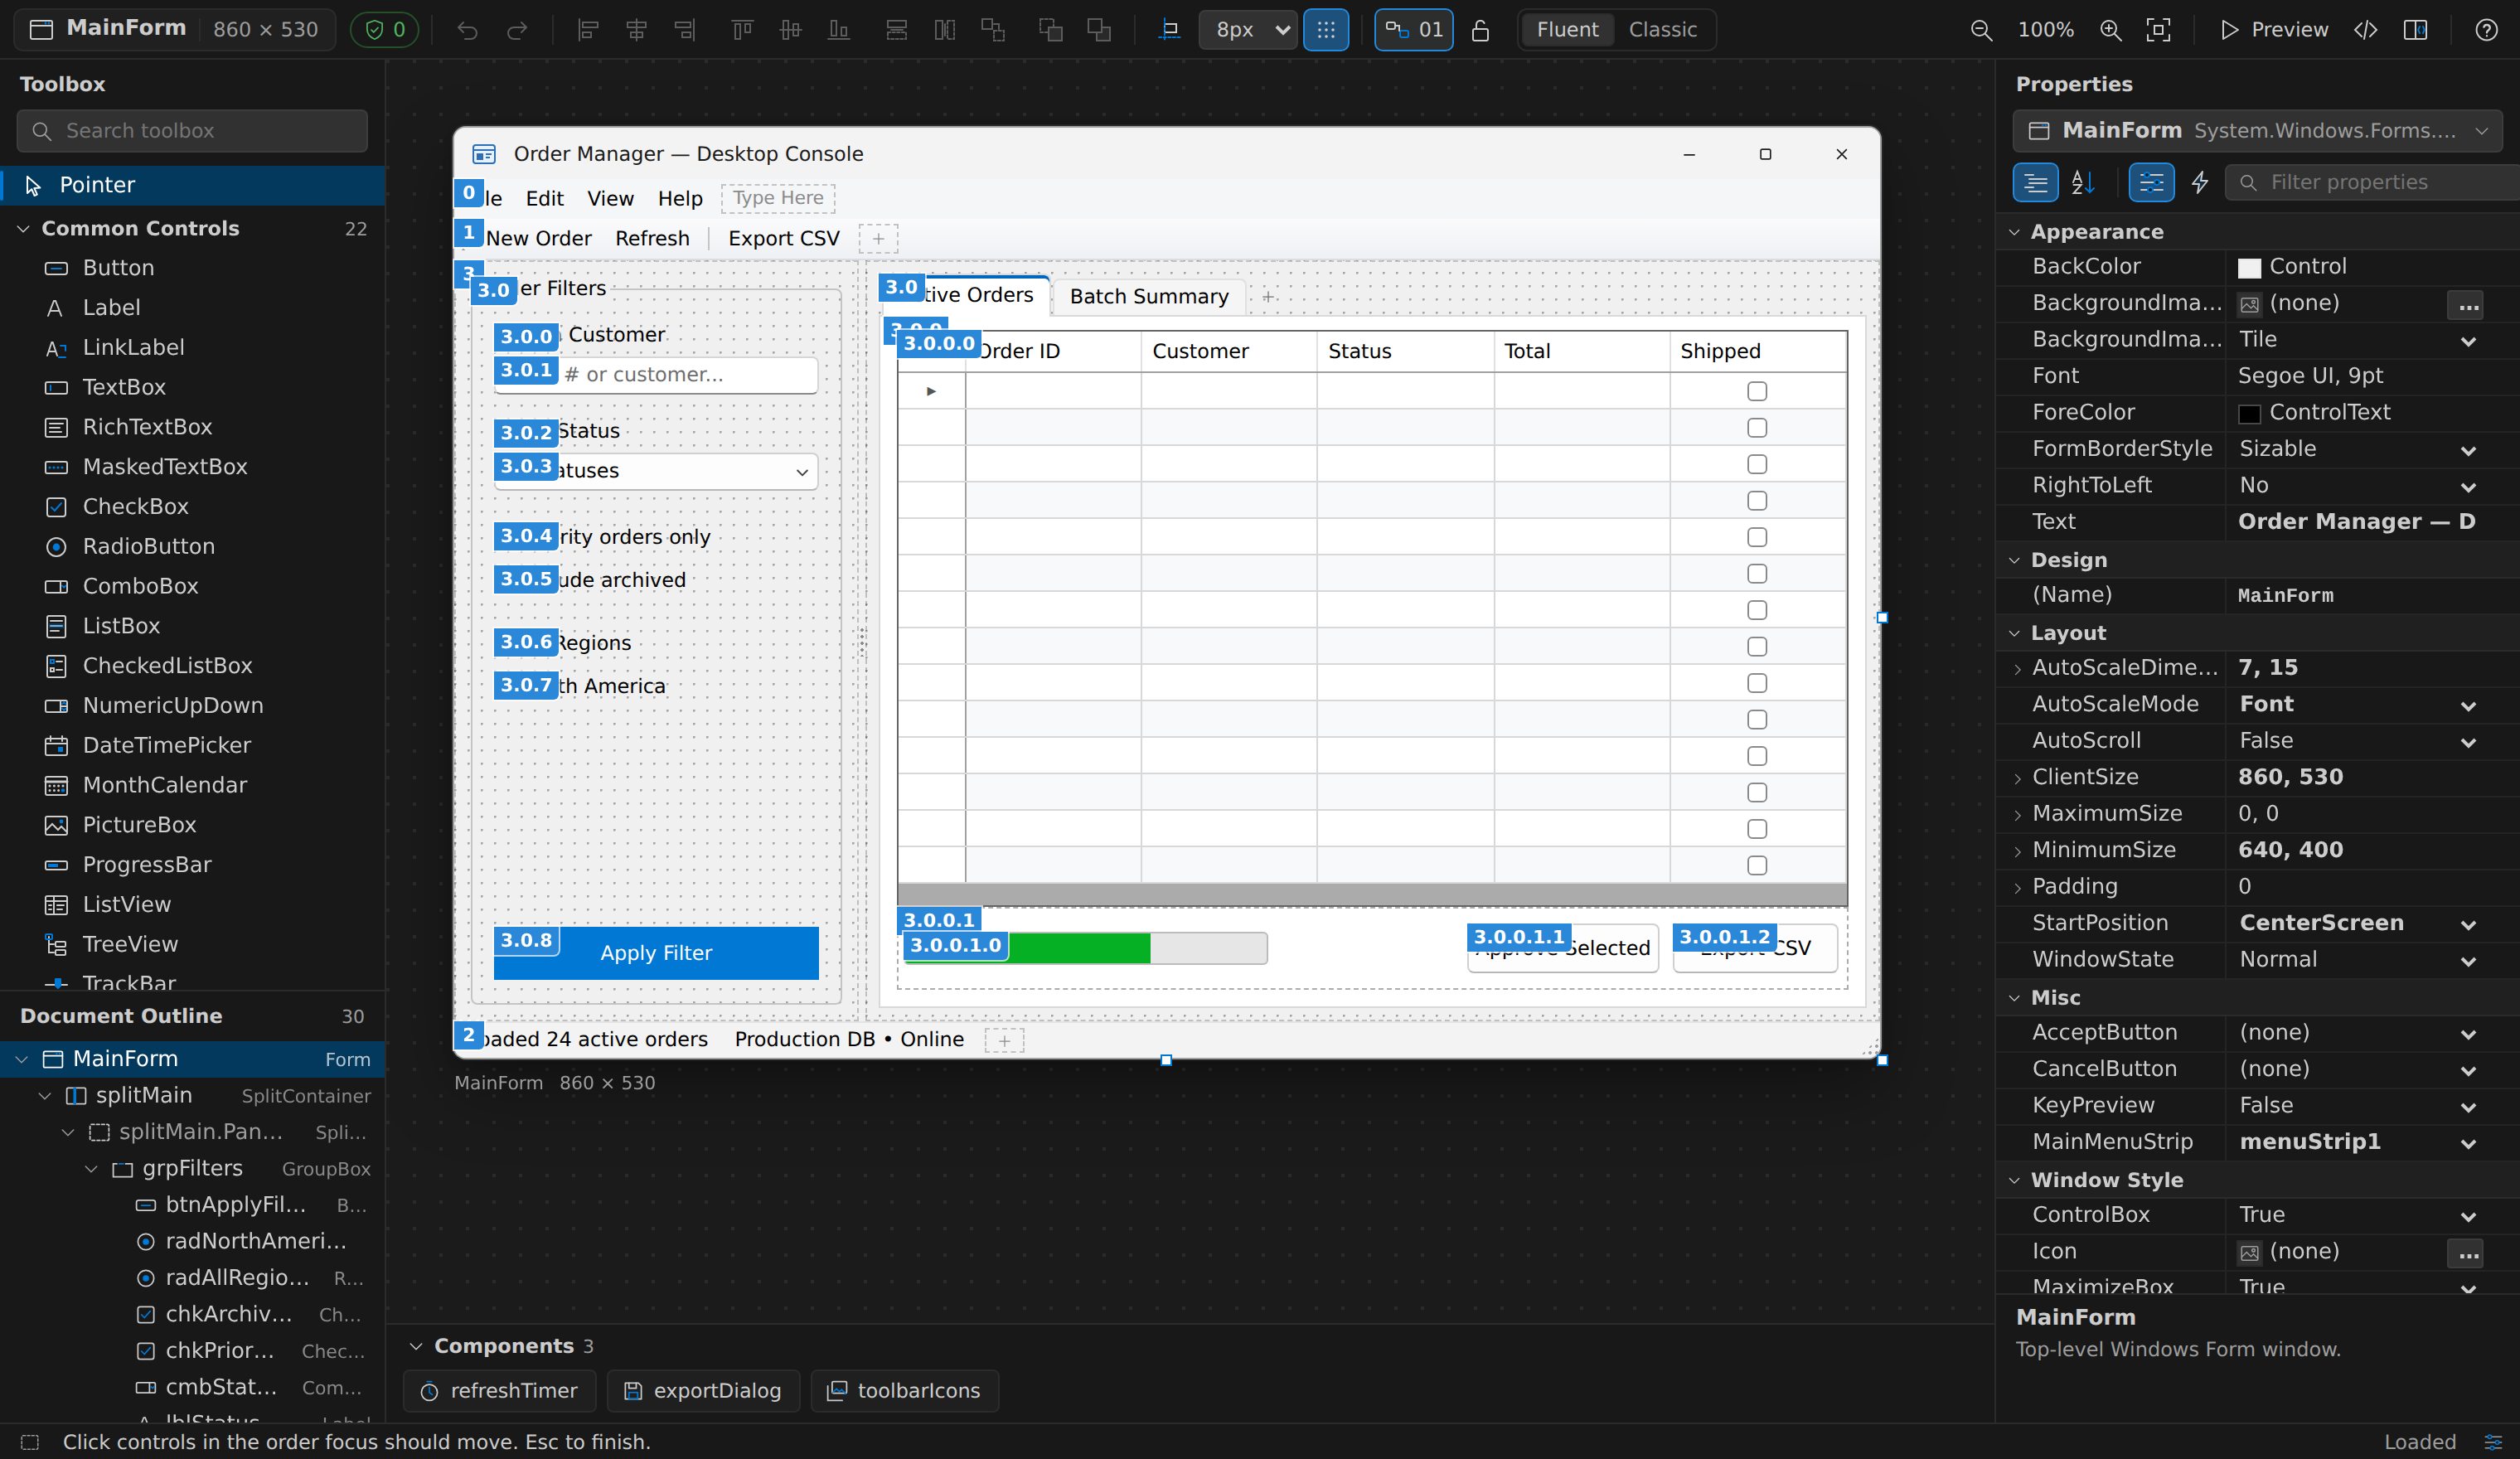 MainForm 860 × 530 0 8px 01 Fluent Classic 100% Preview
Toolbox
Search toolbox
Pointer
Common Controls 22
Button
Label
LinkLabel
TextBox
RichTextBox
MaskedTextBox
CheckBox
RadioButton
ComboBox
ListBox
CheckedListBox
NumericUpDown
DateTimePicker
MonthCalendar
PictureBox
ProgressBar
ListView
TreeView
TrackBar
Document Outline 30
MainForm Form
splitMain SplitContainer
splitMain.Pan... Spli...
grpFilters GroupBox
btnApplyFil... B...
radNorthAmeri...
radAllRegio... R...
chkArchiv... Ch...
chkPrior... Chec...
cmbStat... Com...
lblStatus Label
Order Manager — Desktop Console
0 le Edit View Help Type Here
1 New Order Refresh Export CSV +
3
3.0 er Filters
3.0.0 Customer
3.0.1 # or customer...
3.0.2 Status
3.0.3 atuses
3.0.4 rity orders only
3.0.5 ude archived
3.0.6 Regions
3.0.7 th America
3.0.8 Apply Filter
3.0 tive Orders Batch Summary +
3.0.0
3.0.0.0 Order ID Customer Status Total Shipped
3.0.0.1
3.0.0.1.0 3.0.0.1.1 Selected 3.0.0.1.2 CSV
2 oaded 24 active orders Production DB • Online +
MainForm 860 × 530
Components 3
refreshTimer exportDialog toolbarIcons
Properties
MainForm System.Windows.Forms....
AZ Filter properties
Appearance
BackColor Control
BackgroundIma... (none) ...
BackgroundIma... Tile
Font Segoe UI, 9pt
ForeColor ControlText
FormBorderStyle Sizable
RightToLeft No
Text Order Manager — D
Design
(Name) MainForm
Layout
AutoScaleDime... 7, 15
AutoScaleMode Font
AutoScroll False
ClientSize 860, 530
MaximumSize 0, 0
MinimumSize 640, 400
Padding 0
StartPosition CenterScreen
WindowState Normal
Misc
AcceptButton (none)
CancelButton (none)
KeyPreview False
MainMenuStrip menuStrip1
Window Style
ControlBox True
Icon (none) ...
MaximizeBox True
MainForm
Top-level Windows Form window.
Click controls in the order focus should move. Esc to finish. Loaded